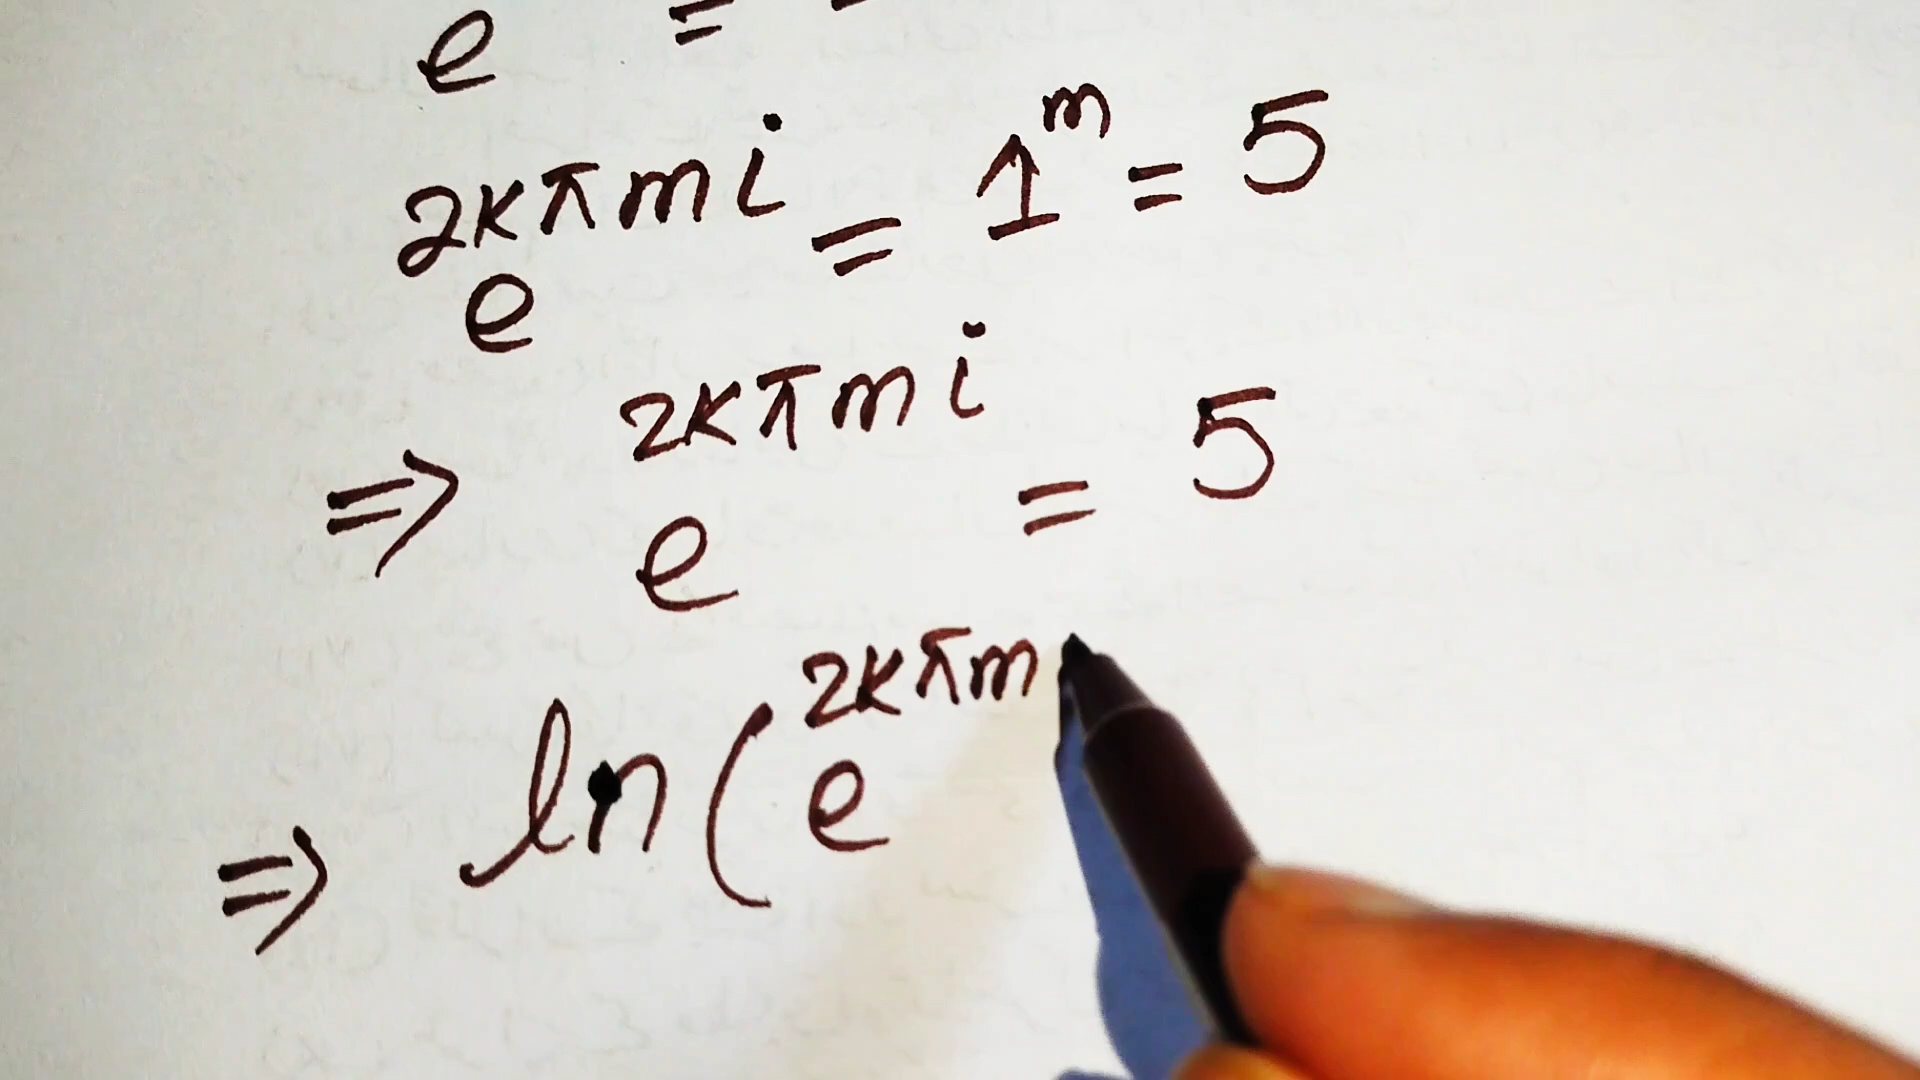 e =
e^{2kπmi} = 1^m = 5
=> e^{2kπmi} = 5
=> ln(e^{2kπm